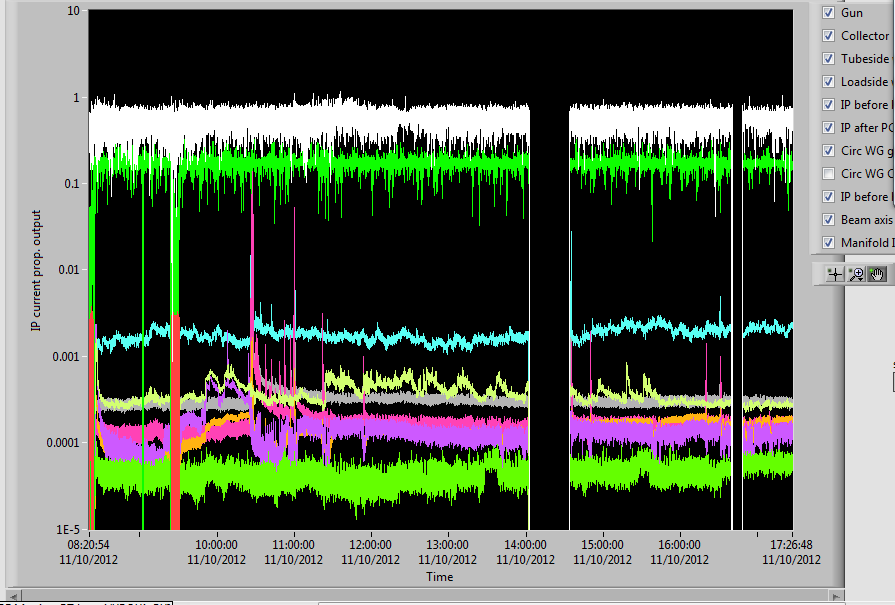 10
1
0.1
0.01
0.001
0.0001
1E-5
IP current prop. output
08:20:54
11/10/2012
10:00:00
11/10/2012
11:00:00
11/10/2012
12:00:00
11/10/2012
13:00:00
11/10/2012
14:00:00
11/10/2012
15:00:00
11/10/2012
16:00:00
11/10/2012
17:26:48
11/10/2012
Time
Gun
Collector
Tubeside
Loadside
IP before
IP after PC
Circ WG g
Circ WG
IP before
Beam axis
Manifold